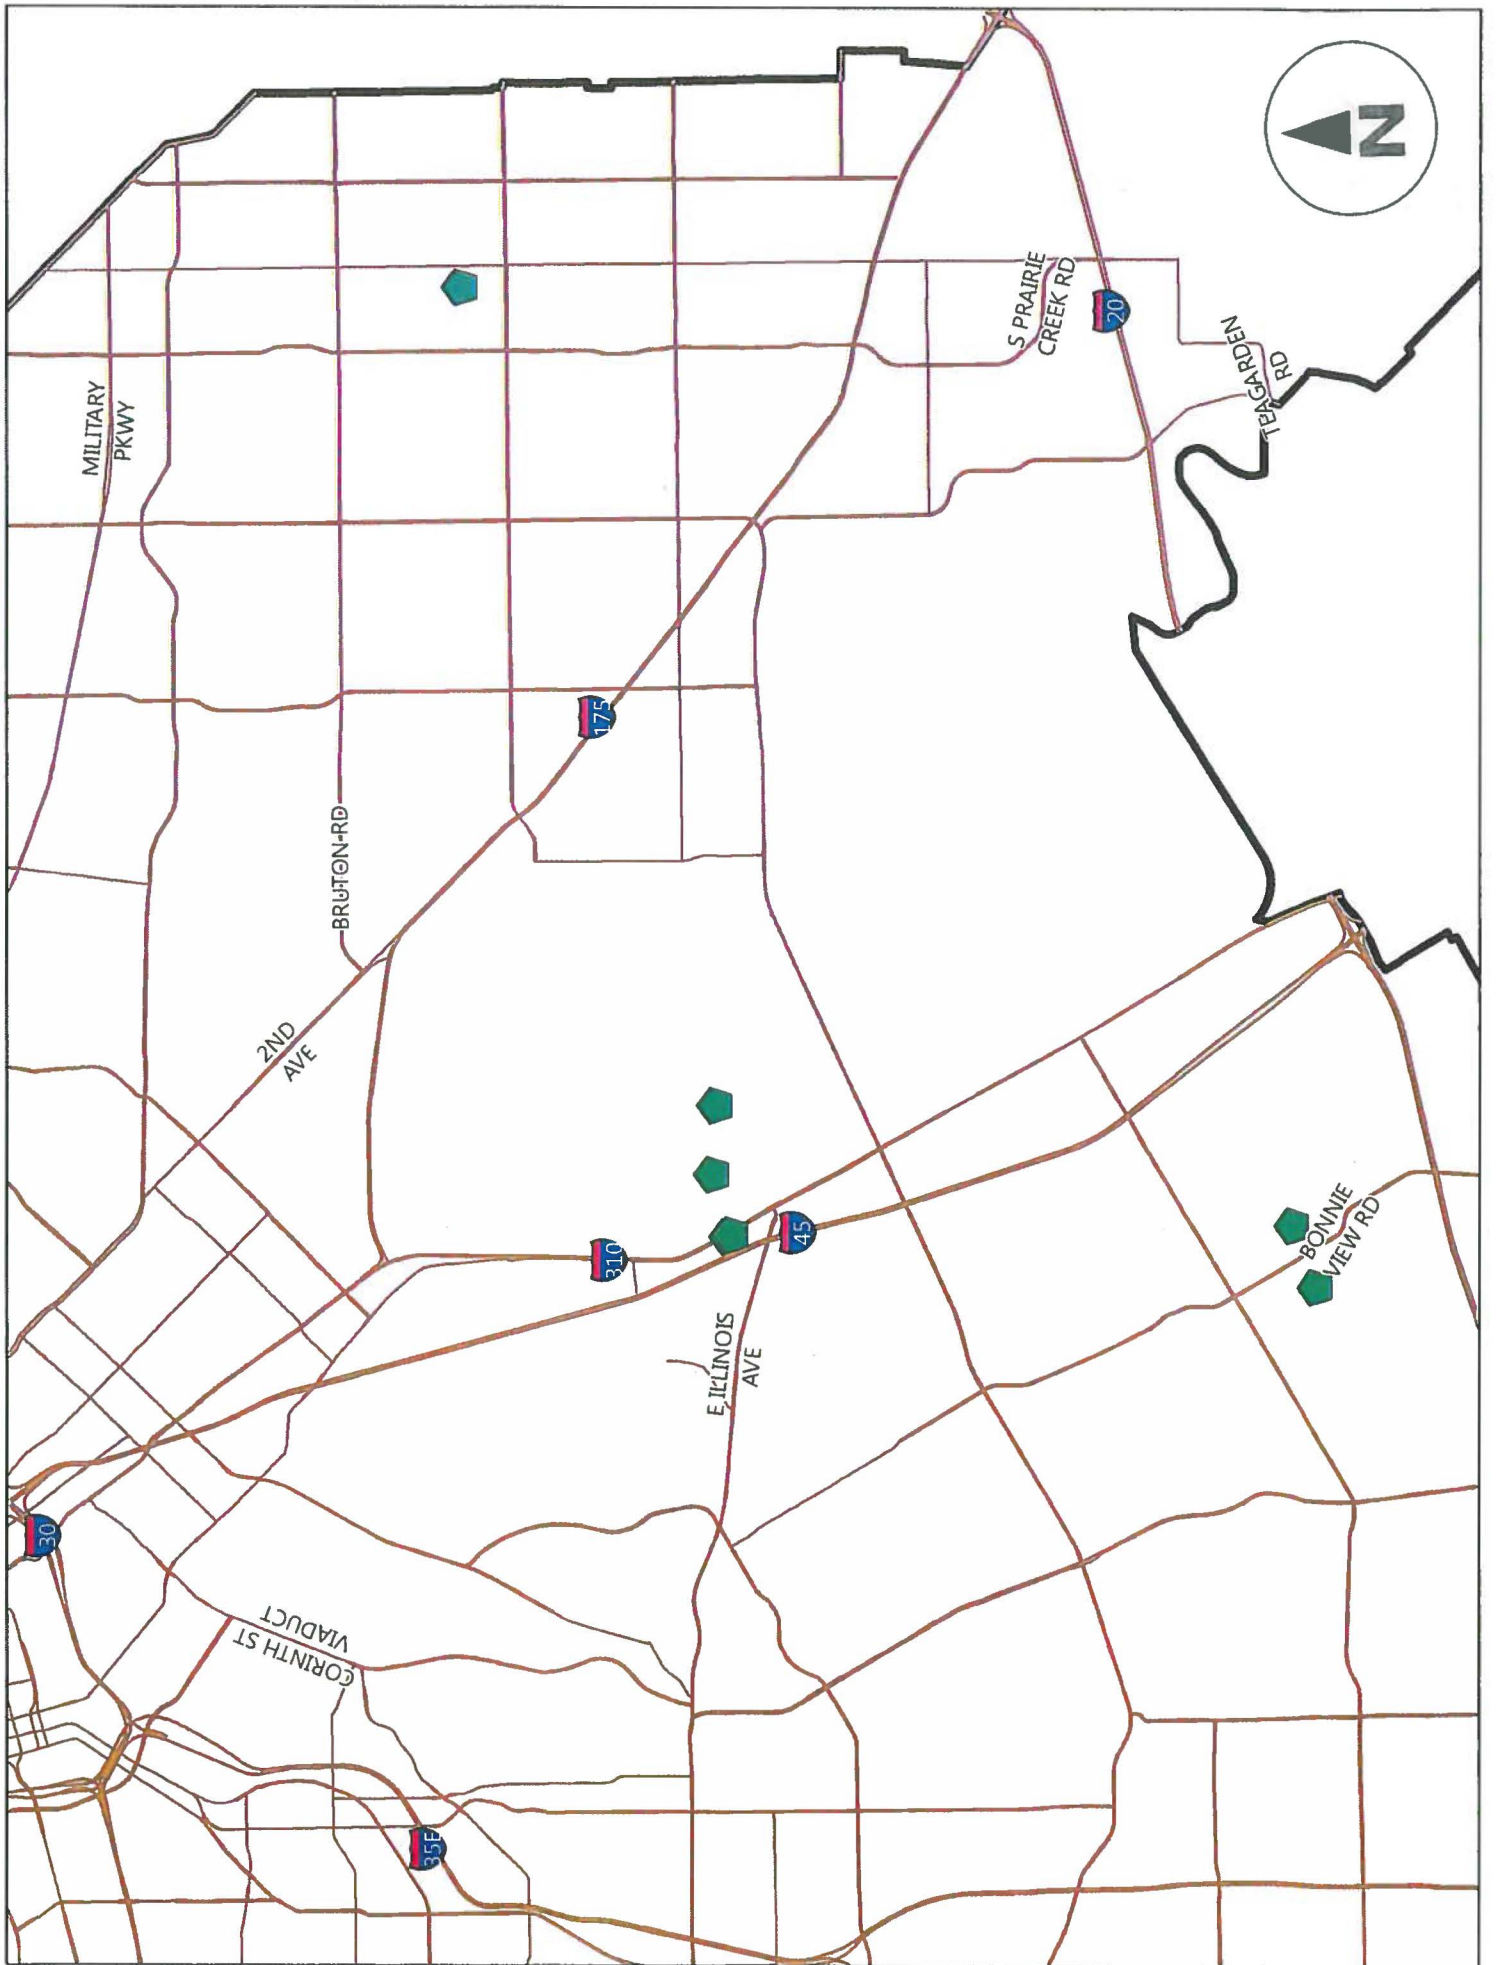 N
S PRAIRIE
CREEK RD
20
TEAGARDEN
RD
MILITARY
PKWY
175
BRUTON RD
2ND
AVE
310
45
E ILLINOIS
AVE
BONNIE
VIEW RD
30
CORINTH ST
VIADUCT
35E